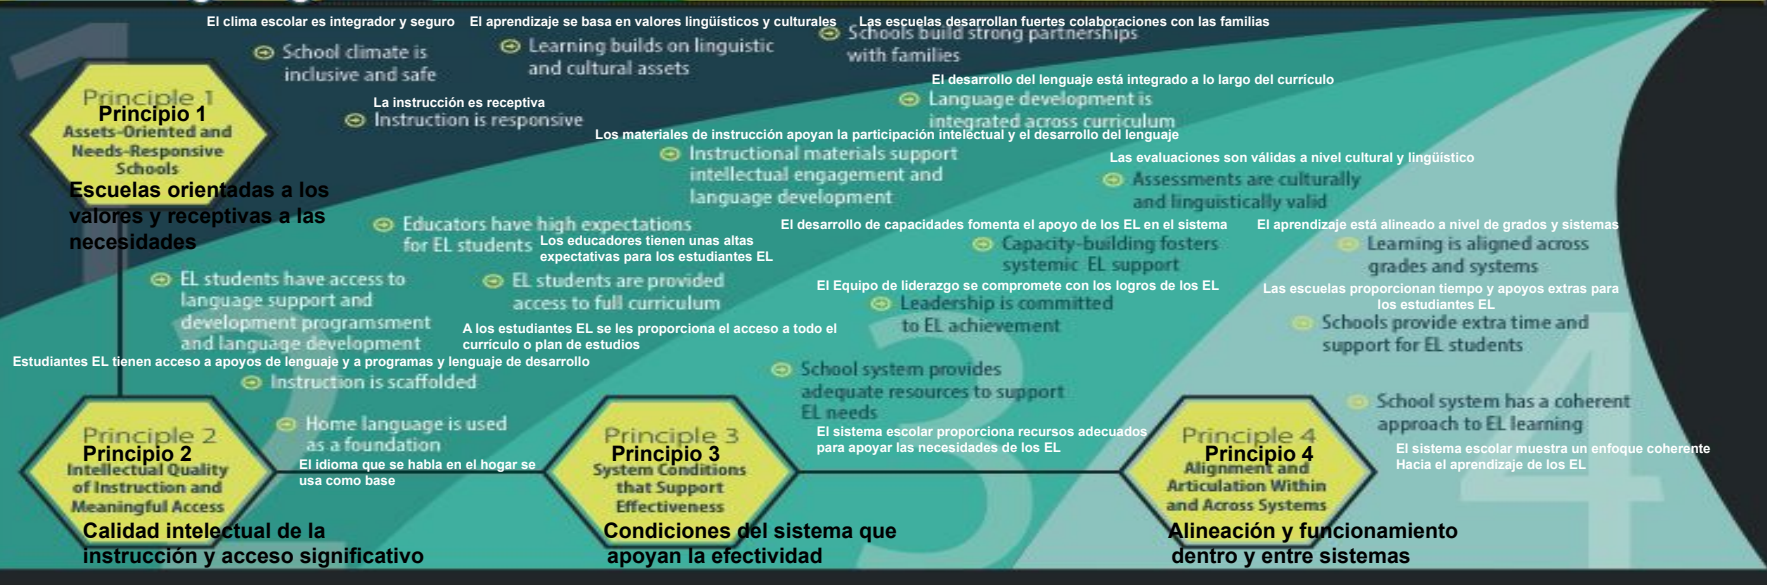 El clima escolar es integrador y seguro
School climate is
inclusive and safe
El aprendizaje se basa en valores lingüísticos y culturales
Learning builds on linguistic
and cultural assets
Las escuelas desarrollan fuertes colaboraciones con las familias
Schools build strong partnerships
with families
La instrucción es receptiva
Instruction is responsive
El desarrollo del lenguaje está integrado a lo largo del currículo
Language development is
integrated across curriculum
Principle 1
Principio 1
Assets-Oriented and
Needs-Responsive
Schools
Escuelas orientadas a los
valores y receptivas a las
necesidades
Los materiales de instrucción apoyan la participación intelectual y el desarrollo del lenguaje
Instructional materials support
intellectual engagement and
language development
Las evaluaciones son válidas a nivel cultural y lingüístico
Assessments are culturally
and linguistically valid
Educators have high expectations
for EL students
Los educadores tienen unas altas
expectativas para los estudiantes EL
El desarrollo de capacidades fomenta el apoyo de los EL en el sistema
Capacity-building fosters
systemic EL support
El aprendizaje está alineado a nivel de grados y sistemas
Learning is aligned across
grades and systems
EL students have access to
language support and
development programsment
and language development
Estudiantes EL tienen acceso a apoyos de lenguaje y a programas y lenguaje de desarrollo
EL students are provided
access to full curriculum
A los estudiantes EL se les proporciona el acceso a todo el
currículo o plan de estudios
El Equipo de liderazgo se compromete con los logros de los EL
Leadership is committed
to EL achievement
Las escuelas proporcionan tiempo y apoyos extras para
los estudiantes EL
Schools provide extra time and
support for EL students
Instruction is scaffolded
School system provides
adequate resources to support
EL needs
El sistema escolar proporciona recursos adecuados
para apoyar las necesidades de los EL
School system has a coherent
approach to EL learning
El sistema escolar muestra un enfoque coherente
Hacia el aprendizaje de los EL
Home language is used
as a foundation
El idioma que se habla en el hogar se
usa como base
Principle 2
Principio 2
Intellectual Quality
of Instruction and
Meaningful Access
Calidad intelectual de la
instrucción y acceso significativo
Principle 3
Principio 3
System Conditions
that Support
Effectiveness
Condiciones del sistema que
apoyan la efectividad
Principle 4
Principio 4
Alignment and
Articulation Within
and Across Systems
Alineación y funcionamiento
dentro y entre sistemas
1
2
3
4